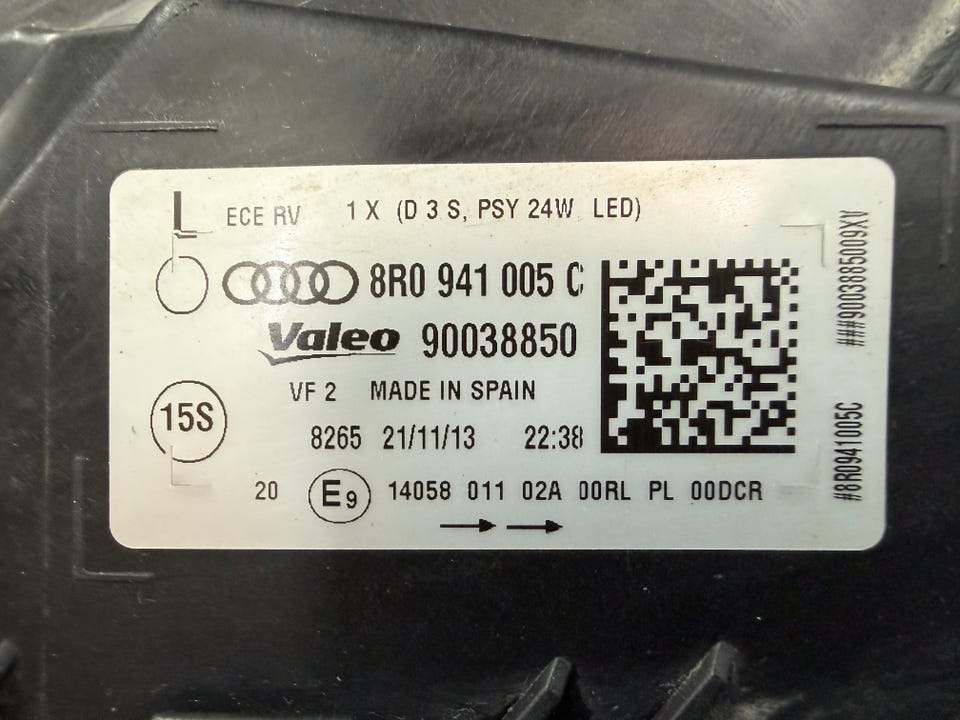 L ECE RV 1 X (D 3 S, PSY 24W LED)
8R0 941 005 C
Valeo 90038850
VF 2 MADE IN SPAIN
15S
8265 21/11/13 22:38
20 E9 14058 011 02A 00RL PL 00DCR
###9003885009XV
#8R0941005C